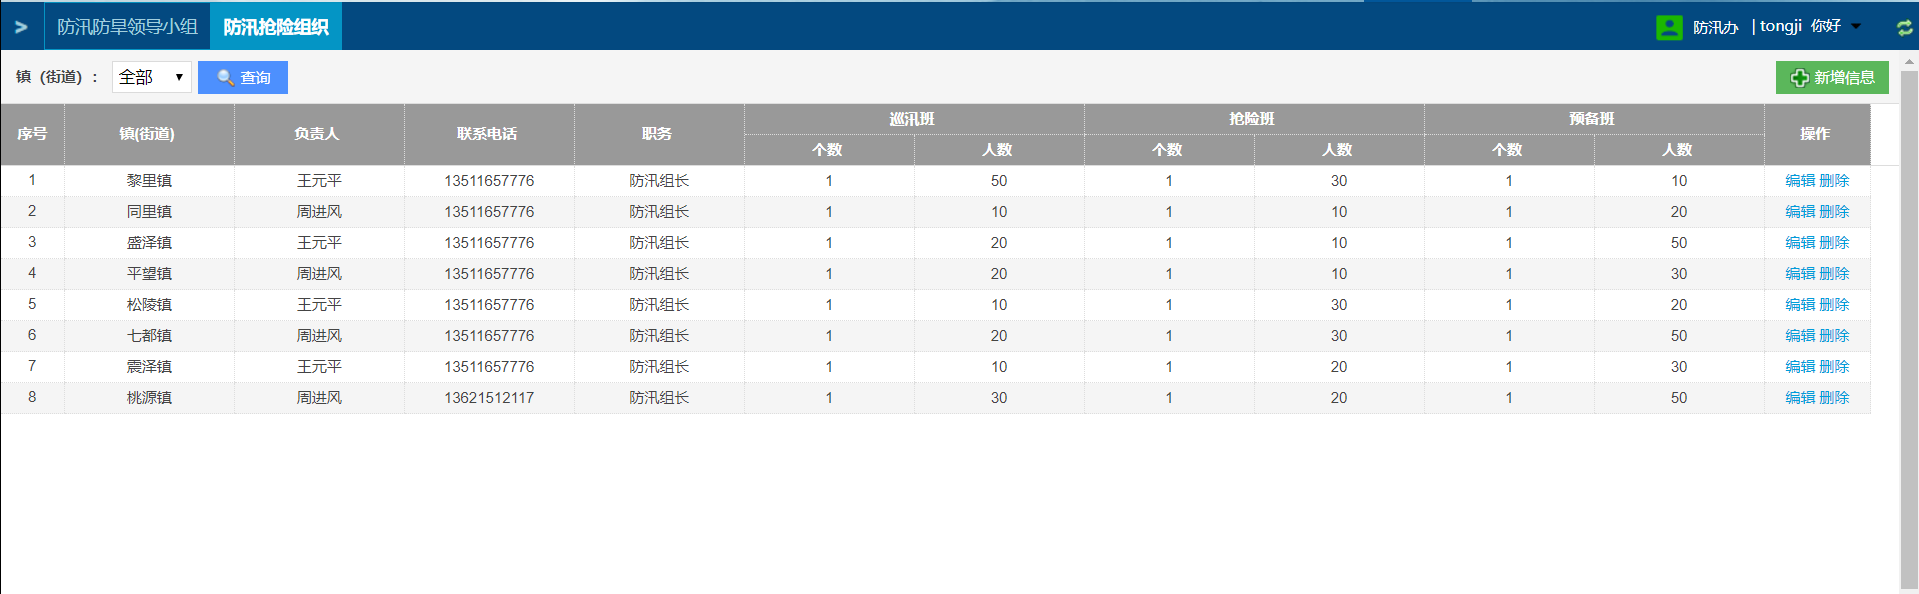 > 防汛防旱领导小组 防汛抢险组织 防汛办 | tongji 你好
镇（街道）： 全部 查询 新增信息
序号 镇(街道) 负责人 联系电话 职务 巡汛班 抢险班 预备班 操作
个数 人数 个数 人数 个数 人数
1 黎里镇 王元平 13511657776 防汛组长 1 50 1 30 1 10 编辑 删除
2 同里镇 周进风 13511657776 防汛组长 1 10 1 10 1 20 编辑 删除
3 盛泽镇 王元平 13511657776 防汛组长 1 20 1 10 1 50 编辑 删除
4 平望镇 周进风 13511657776 防汛组长 1 20 1 10 1 30 编辑 删除
5 松陵镇 王元平 13511657776 防汛组长 1 10 1 30 1 20 编辑 删除
6 七都镇 周进风 13511657776 防汛组长 1 20 1 30 1 50 编辑 删除
7 震泽镇 王元平 13511657776 防汛组长 1 10 1 20 1 30 编辑 删除
8 桃源镇 周进风 13621512117 防汛组长 1 30 1 20 1 50 编辑 删除